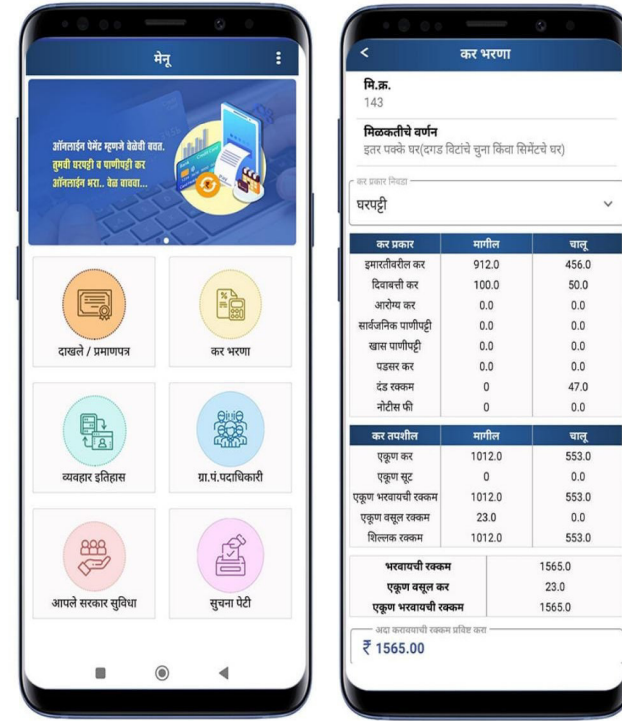 मेनू
ऑनलाईन पेमेंट म्हणजे वेळेची बचत.
तुमची घरपट्टी व पाणीपट्टी कर
ऑनलाईन भरा.. वेळ वाचवा...
दाखले / प्रमाणपत्र
कर भरणा
व्यवहार इतिहास
ग्रा.पं.पदाधिकारी
आपले सरकार सुविधा
सुचना पेटी
कर भरणा
मि.क्र.
143
मिळकतीचे वर्णन
इतर पक्के घर(दगड विटांचे चुना किंवा सिमेंटचे घर)
कर प्रकार निवडा
घरपट्टी
कर प्रकार मागील चालू
इमारतीवरील कर 912.0 456.0
दिवाबत्ती कर 100.0 50.0
आरोग्य कर 0.0 0.0
सार्वजनिक पाणीपट्टी 0.0 0.0
खास पाणीपट्टी 0.0 0.0
पडसर कर 0.0 0.0
दंड रक्कम 0 47.0
नोटीस फी 0 0.0
कर तपशील मागील चालू
एकूण कर 1012.0 553.0
एकूण सूट 0 0.0
एकूण भरवायची रक्कम 1012.0 553.0
एकूण वसूल रक्कम 23.0 0.0
शिल्लक रक्कम 1012.0 553.0
भरवायची रक्कम 1565.0
एकूण वसूल कर 23.0
एकूण भरवायची रक्कम 1565.0
अदा करावयाची रक्कम प्रविष्ट करा
₹ 1565.00